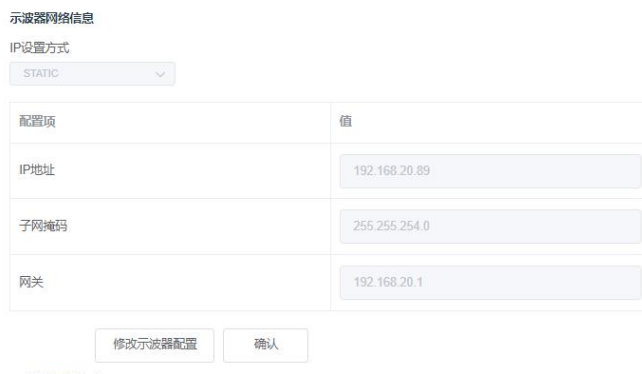 示波器网络信息
IP设置方式
STATIC
配置项 值
IP地址 192.168.20.89
子网掩码 255.255.254.0
网关 192.168.20.1
修改示波器配置 确认